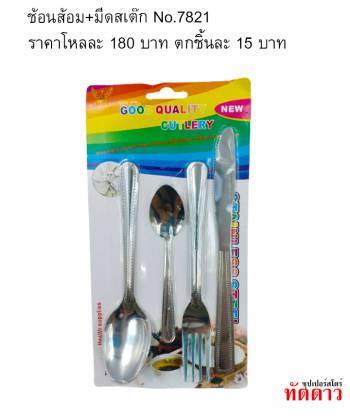 ช้อนส้อม+มีดสเต๊ก No.7821
ราคาโหลละ 180 บาท ตกชิ้นละ 15 บาท
GOOD QUALITY
CUTLERY
NEW
Health supplies
ซุปเปอร์สโตร์
ทัดดาว